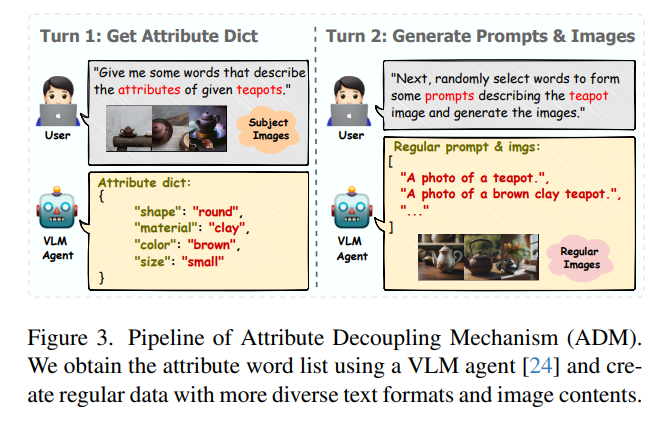 Turn 1: Get Attribute Dict
"Give me some words that describe
the attributes of given teapots."
Subject
Images
User
Attribute dict:
{
"shape": "round",
"material": "clay",
"color": "brown",
"size": "small"
}
VLM
Agent
Turn 2: Generate Prompts & Images
"Next, randomly select words to form
some prompts describing the teapot
image and generate the images."
User
Regular prompt & imgs:
[
"A photo of a teapot.",
"A photo of a brown clay teapot.",
"..."
]
Regular
Images
VLM
Agent
Figure 3. Pipeline of Attribute Decoupling Mechanism (ADM).
We obtain the attribute word list using a VLM agent [24] and cre-
ate regular data with more diverse text formats and image contents.